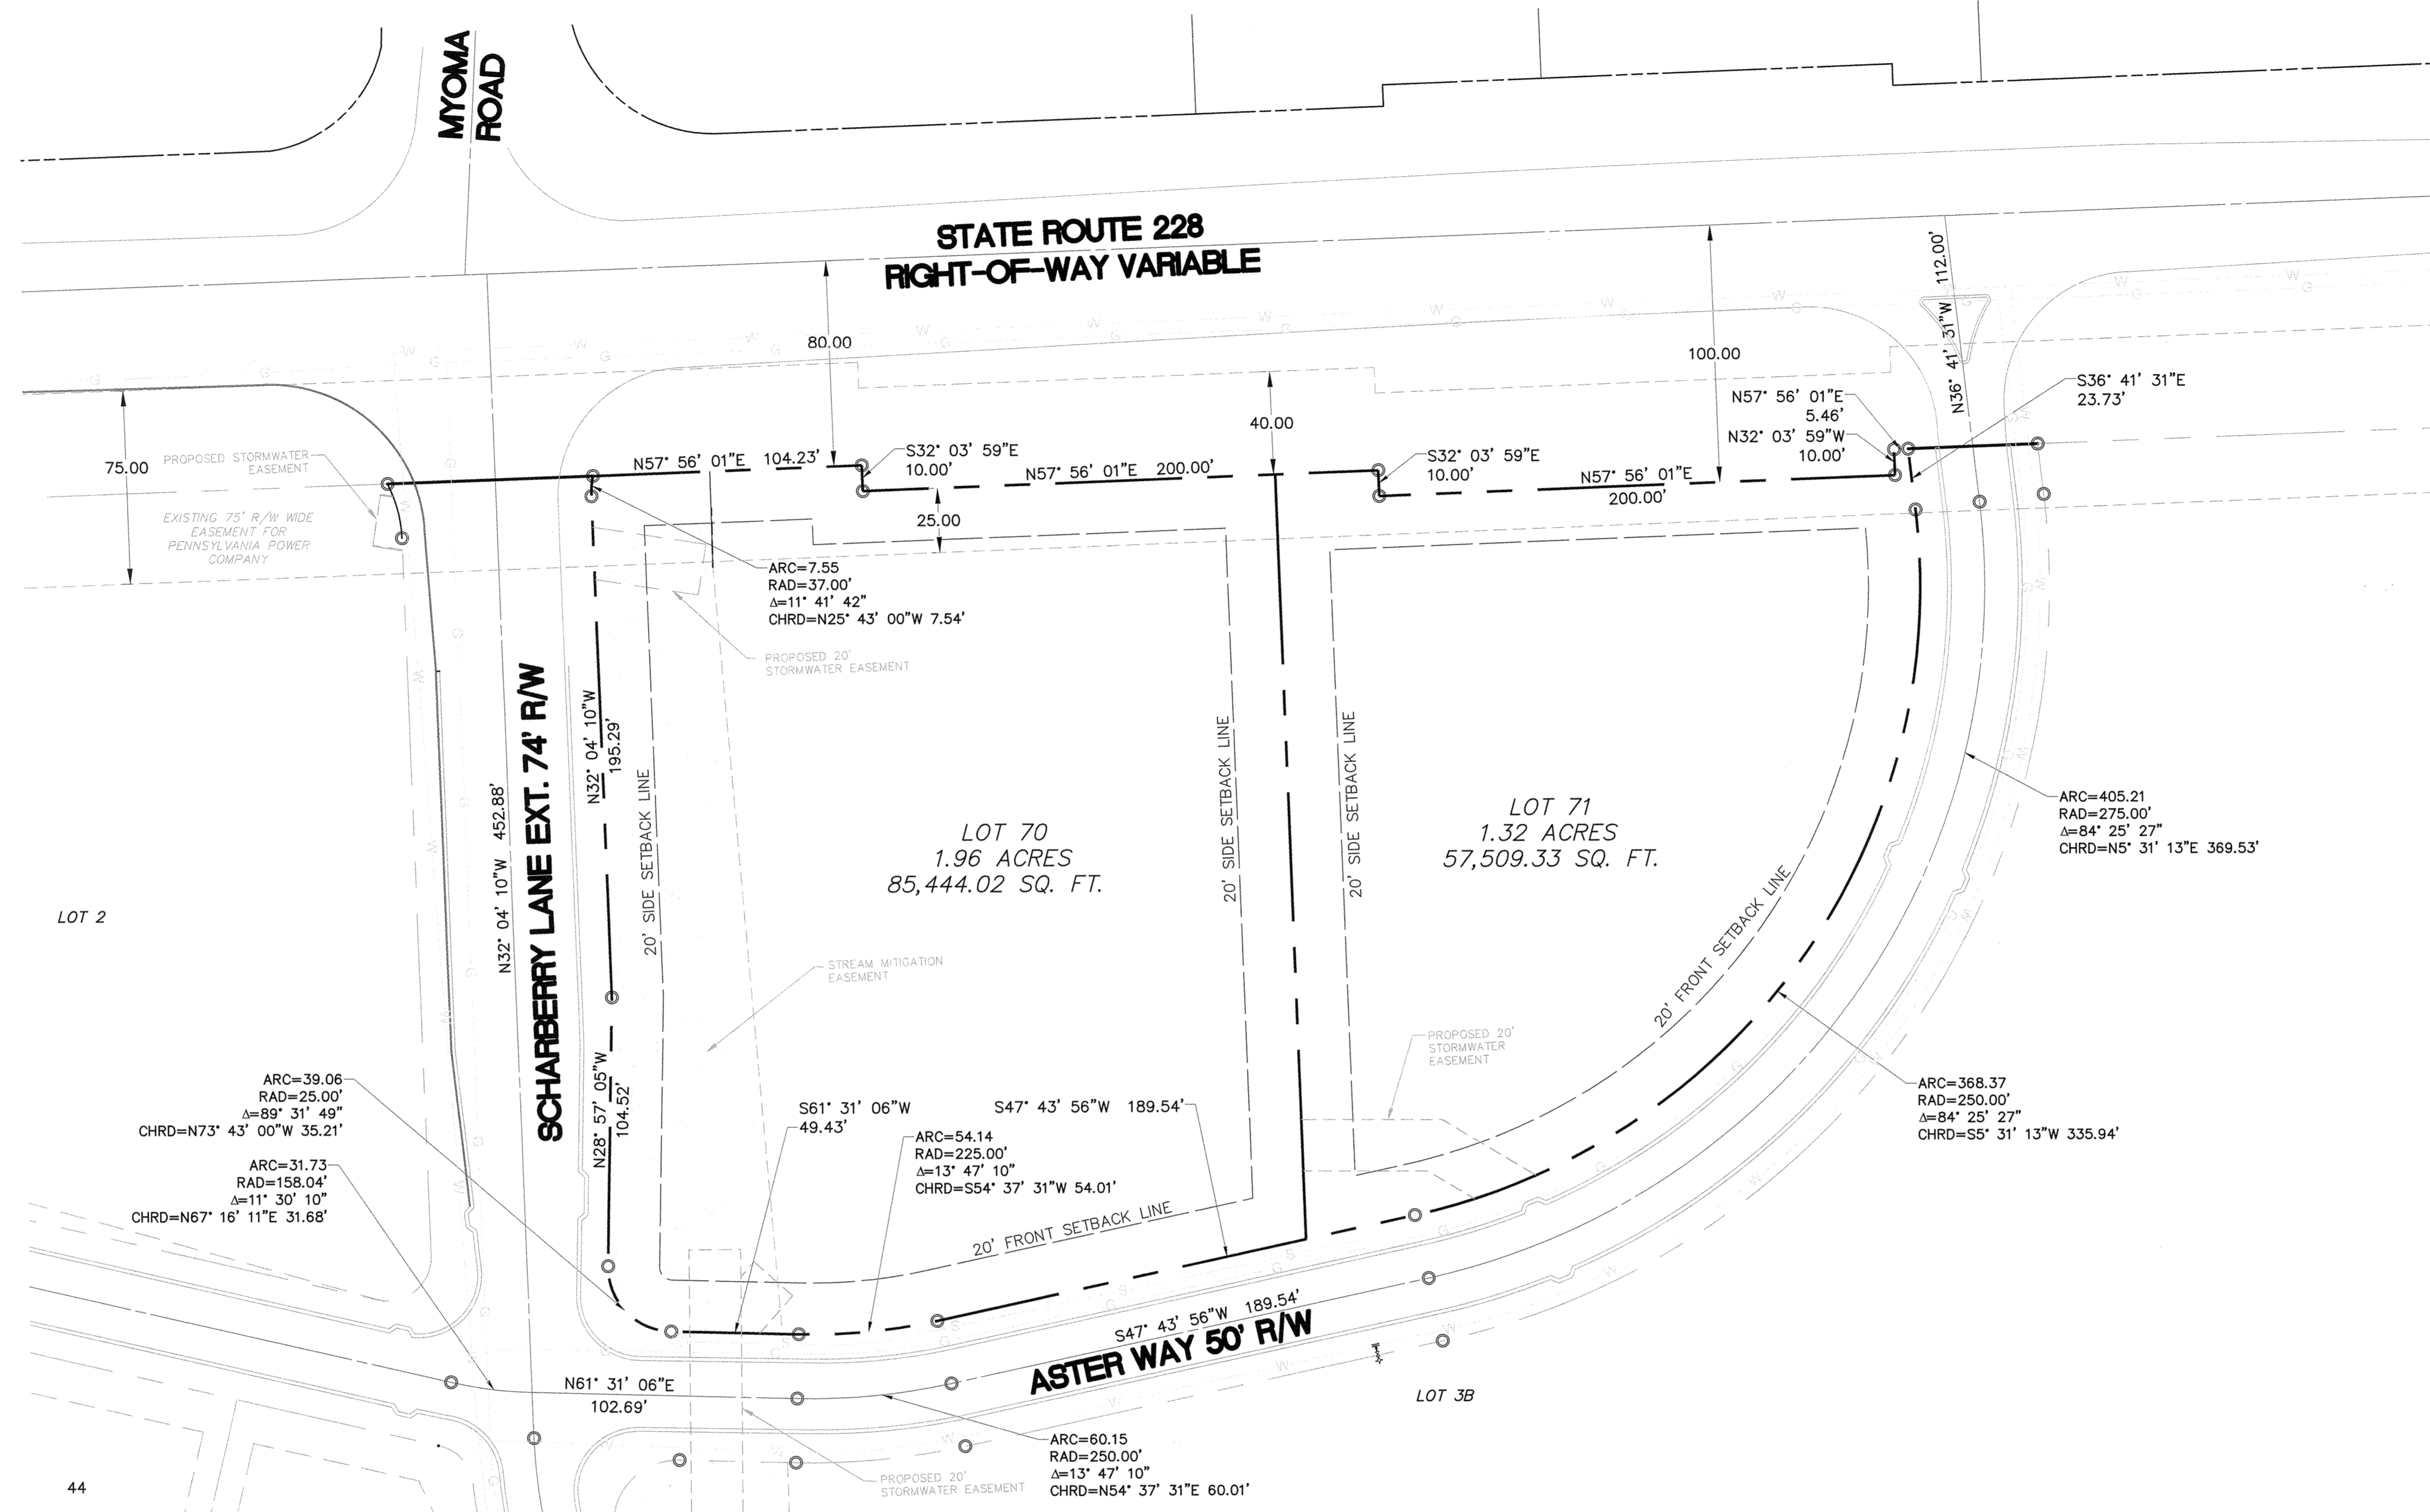 MYOMA
ROAD
STATE ROUTE 228
RIGHT-OF-WAY VARIABLE
N36° 41' 31"W 112.00'
80.00
100.00
40.00
75.00
25.00
PROPOSED STORMWATER
EASEMENT
EXISTING 75' R/W WIDE
EASEMENT FOR
PENNSYLVANIA POWER
COMPANY
N57° 56' 01"E 104.23'
S32° 03' 59"E
10.00'
N57° 56' 01"E 200.00'
S32° 03' 59"E
10.00'
N57° 56' 01"E
200.00'
N57° 56' 01"E
5.46'
N32° 03' 59"W
10.00'
S36° 41' 31"E
23.73'
ARC=7.55
RAD=37.00'
Δ=11° 41' 42"
CHRD=N25° 43' 00"W 7.54'
PROPOSED 20'
STORMWATER EASEMENT
SCHARBERRY LANE EXT. 74' R/W
N32° 04' 10"W 452.88'
N32° 04' 10"W
195.29'
20' SIDE SETBACK LINE
20' SIDE SETBACK LINE
20' SIDE SETBACK LINE
LOT 70
1.96 ACRES
85,444.02 SQ. FT.
LOT 71
1.32 ACRES
57,509.33 SQ. FT.
ARC=405.21
RAD=275.00'
Δ=84° 25' 27"
CHRD=N5° 31' 13"E 369.53'
LOT 2
20' FRONT SETBACK LINE
STREAM MITIGATION
EASEMENT
PROPOSED 20'
STORMWATER
EASEMENT
N28° 57' 05"W
104.52'
ARC=39.06
RAD=25.00'
Δ=89° 31' 49"
CHRD=N73° 43' 00"W 35.21'
ARC=31.73
RAD=158.04'
Δ=11° 30' 10"
CHRD=N67° 16' 11"E 31.68'
S61° 31' 06"W
49.43'
S47° 43' 56"W 189.54'
ARC=54.14
RAD=225.00'
Δ=13° 47' 10"
CHRD=S54° 37' 31"W 54.01'
ARC=368.37
RAD=250.00'
Δ=84° 25' 27"
CHRD=S5° 31' 13"W 335.94'
20' FRONT SETBACK LINE
S47° 43' 56"W 189.54'
ASTER WAY 50' R/W
N61° 31' 06"E
102.69'
LOT 3B
ARC=60.15
RAD=250.00'
Δ=13° 47' 10"
CHRD=N54° 37' 31"E 60.01'
PROPOSED 20'
STORMWATER EASEMENT
44